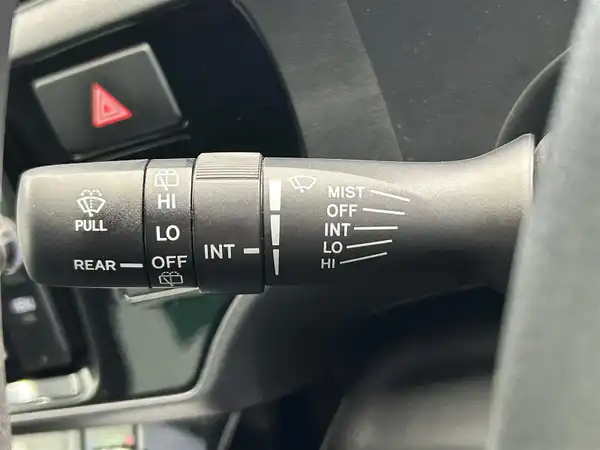 PULL
REAR
HI
LO
OFF
INT
MIST
OFF
INT
LO
HI